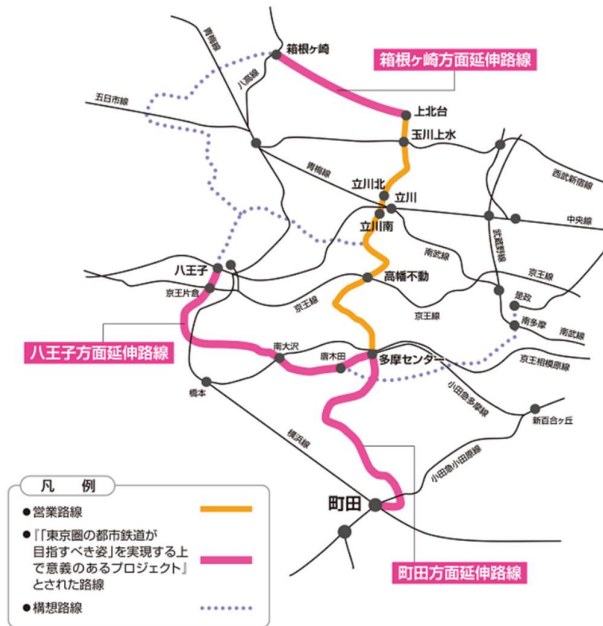 箱根ヶ崎
箱根ヶ崎方面延伸路線
青梅線
八高線
五日市線
上北台
玉川上水
青梅線
西武新宿線
立川北
立川
中央線
立川南
武蔵野線
南武線
八王子
高幡不動
京王線
京王片倉
京王線
京王線
是政
南多摩
南武線
八王子方面延伸路線
南大沢
唐木田
多摩センター
京王相模原線
橋本
小田急多摩線
新百合ヶ丘
横浜線
小田急小田原線
町田
町田方面延伸路線
凡 例
●営業路線
●『「東京圏の都市鉄道が
目指すべき姿」を実現する上
で意義のあるプロジェクト』
とされた路線
●構想路線